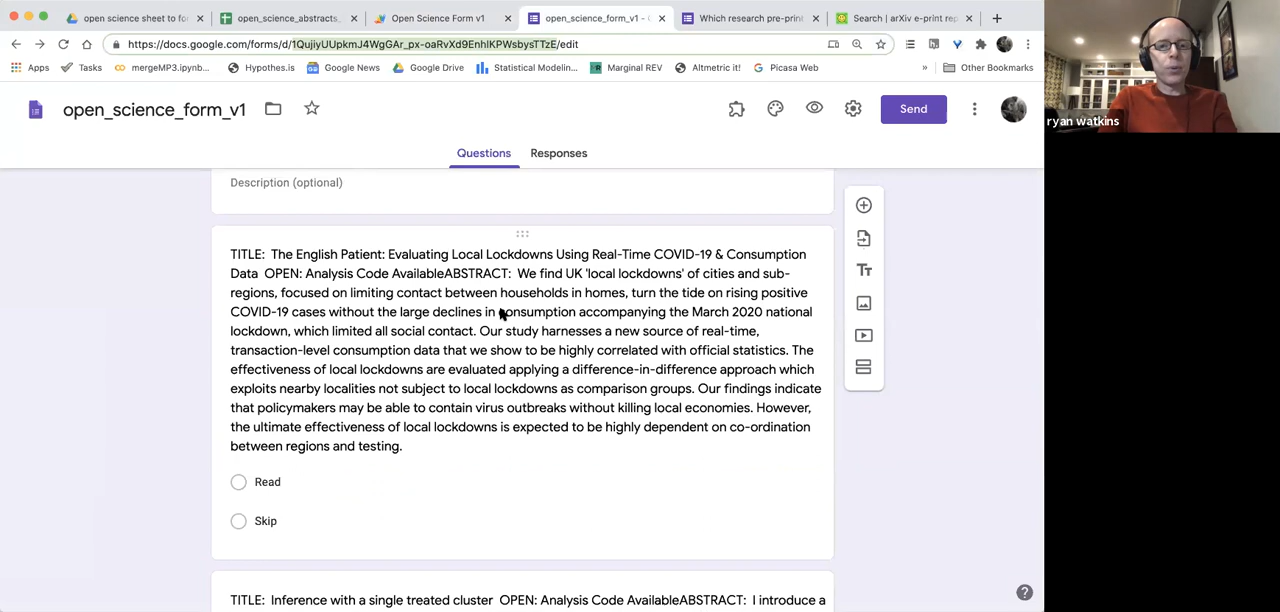 open science sheet to fo
open_science_abstracts_
Open Science Form v1
open_science_form_v1 - G
Which research pre-print
Search | arXiv e-print rep
https://docs.google.com/forms/d/1QujiyUUpkmJ4WgGAr_px-oaRvXd9EnhlKPWsbysTTzE/edit
Apps
Tasks
mergeMP3.ipynb...
Hypothes.is
Google News
Google Drive
Statistical Modelin...
Marginal REV
Altmetric it!
Picasa Web
»
Other Bookmarks
open_science_form_v1
Send
ryan watkins
Questions
Responses
Description (optional)
TITLE:  The English Patient: Evaluating Local Lockdowns Using Real-Time COVID-19 & Consumption
Data  OPEN: Analysis Code AvailableABSTRACT:  We find UK 'local lockdowns' of cities and sub-
regions, focused on limiting contact between households in homes, turn the tide on rising positive
COVID-19 cases without the large declines in consumption accompanying the March 2020 national
lockdown, which limited all social contact. Our study harnesses a new source of real-time,
transaction-level consumption data that we show to be highly correlated with official statistics. The
effectiveness of local lockdowns are evaluated applying a difference-in-difference approach which
exploits nearby localities not subject to local lockdowns as comparison groups. Our findings indicate
that policymakers may be able to contain virus outbreaks without killing local economies. However,
the ultimate effectiveness of local lockdowns is expected to be highly dependent on co-ordination
between regions and testing.
Read
Skip
TITLE:  Inference with a single treated cluster  OPEN: Analysis Code AvailableABSTRACT:  I introduce a